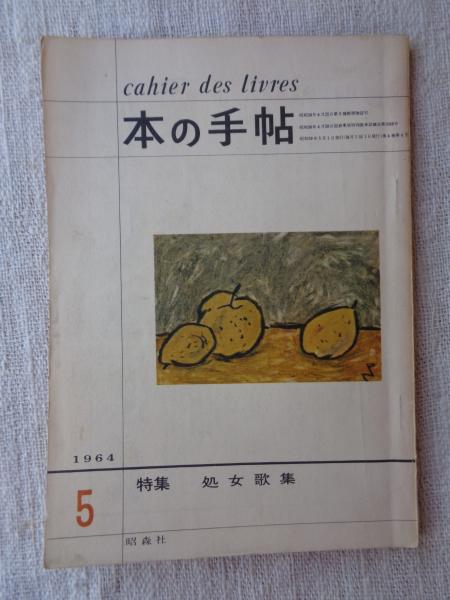 cahier des livres
本の手帖
1964
5
特集 処女歌集
昭森社